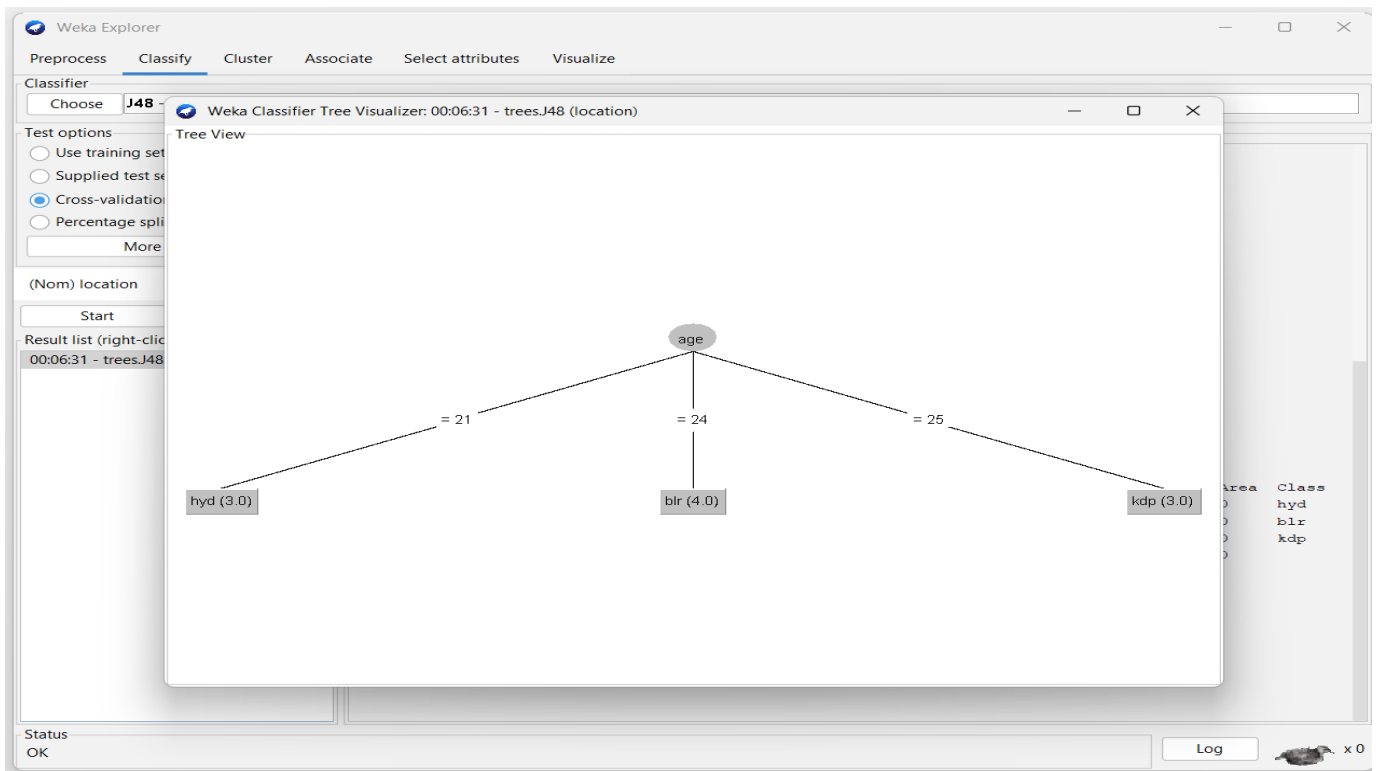 Weka Explorer
Preprocess Classify Cluster Associate Select attributes Visualize
Classifier
Choose J48 -
Weka Classifier Tree Visualizer: 00:06:31 - trees.J48 (location)
Test options
Tree View
Use training set
Supplied test se
Cross-validatio
Percentage spli
More
(Nom) location
Start
Result list (right-clic
00:06:31 - trees.J48
age
= 21 = 24 = 25
hyd (3.0) blr (4.0) kdp (3.0)
Area Class
hyd
blr
kdp
Status
OK
Log
x 0